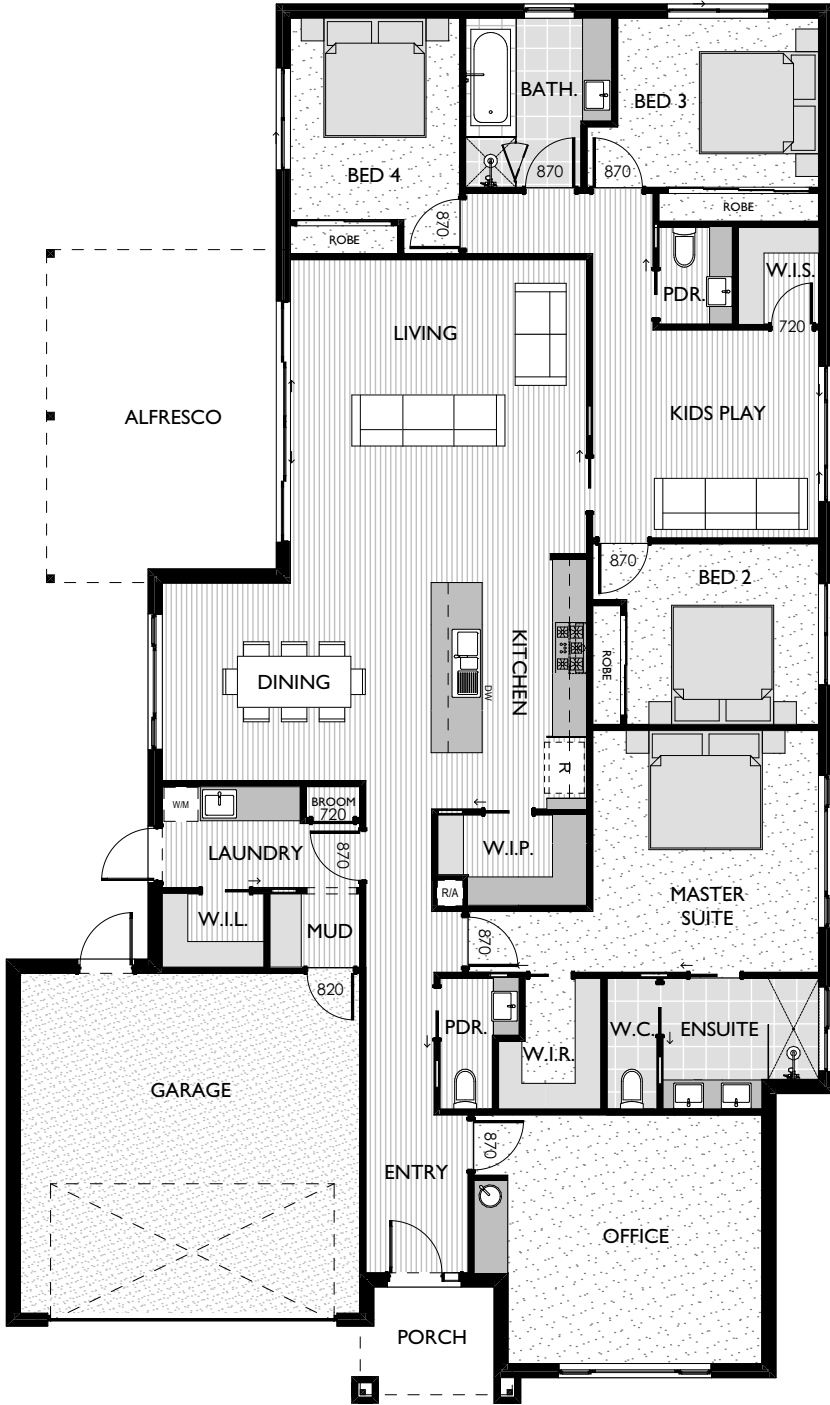 BATH.
BED 3
BED 4
870
870
870
ROBE
ROBE
W.I.S.
PDR.
720
LIVING
ALFRESCO
KIDS PLAY
870
BED 2
KITCHEN
ROBE
DINING
DW
R
W/M
BROOM
720
LAUNDRY
870
W.I.P.
R/A
MASTER
SUITE
W.I.L.
MUD
870
820
PDR.
W.C.
ENSUITE
W.I.R.
GARAGE
870
ENTRY
OFFICE
PORCH